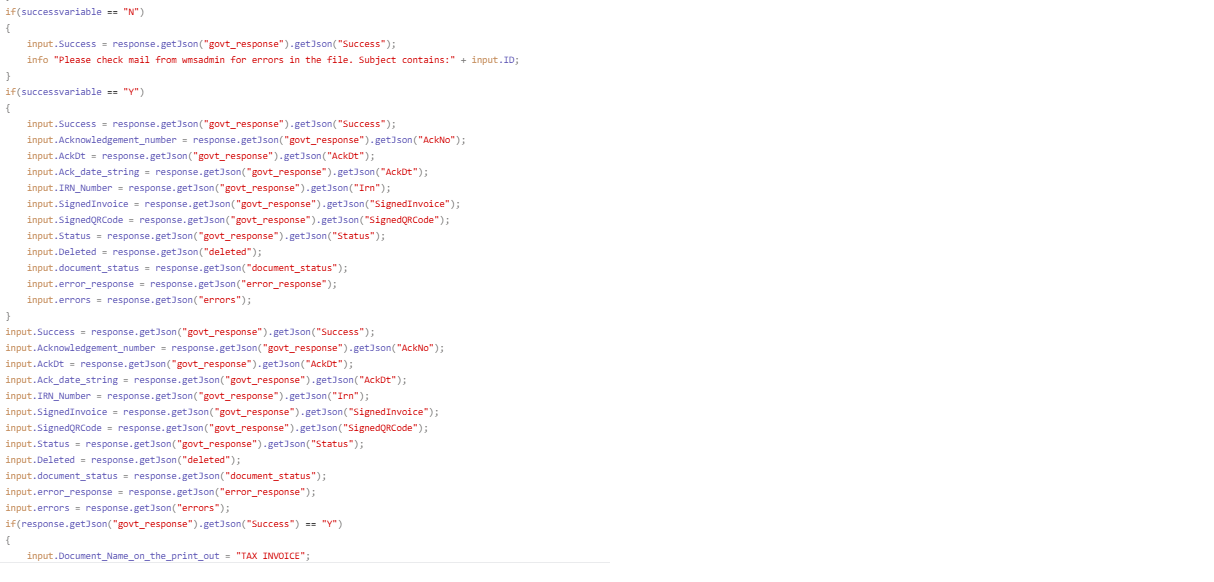 if(successvariable == "N")
{
    input.Success = response.getJson("govt_response").getJson("Success");
    info "Please check mail from wmsadmin for errors in the file. Subject contains:" + input.ID;
}
if(successvariable == "Y")
{
    input.Success = response.getJson("govt_response").getJson("Success");
    input.Acknowledgement_number = response.getJson("govt_response").getJson("AckNo");
    input.AckDt = response.getJson("govt_response").getJson("AckDt");
    input.Ack_date_string = response.getJson("govt_response").getJson("AckDt");
    input.IRN_Number = response.getJson("govt_response").getJson("Irn");
    input.SignedInvoice = response.getJson("govt_response").getJson("SignedInvoice");
    input.SignedQRCode = response.getJson("govt_response").getJson("SignedQRCode");
    input.Status = response.getJson("govt_response").getJson("Status");
    input.Deleted = response.getJson("deleted");
    input.document_status = response.getJson("document_status");
    input.error_response = response.getJson("error_response");
    input.errors = response.getJson("errors");
}
input.Success = response.getJson("govt_response").getJson("Success");
input.Acknowledgement_number = response.getJson("govt_response").getJson("AckNo");
input.AckDt = response.getJson("govt_response").getJson("AckDt");
input.Ack_date_string = response.getJson("govt_response").getJson("AckDt");
input.IRN_Number = response.getJson("govt_response").getJson("Irn");
input.SignedInvoice = response.getJson("govt_response").getJson("SignedInvoice");
input.SignedQRCode = response.getJson("govt_response").getJson("SignedQRCode");
input.Status = response.getJson("govt_response").getJson("Status");
input.Deleted = response.getJson("deleted");
input.document_status = response.getJson("document_status");
input.error_response = response.getJson("error_response");
input.errors = response.getJson("errors");
if(response.getJson("govt_response").getJson("Success") == "Y")
{
    input.Document_Name_on_the_print_out = "TAX INVOICE";